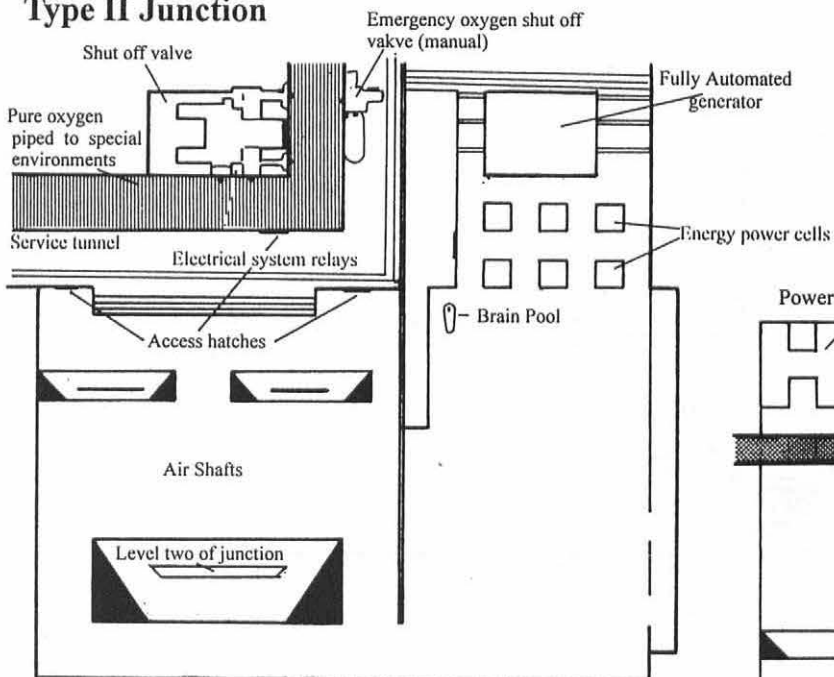 Type II Junction
Emergency oxygen shut off
vakve (manual)
Shut off valve
Fully Automated
generator
Pure oxygen
piped to special
environments
Service tunnel
Electrical system relays
Energy power cells
Access hatches
Brain Pool
Power
Air Shafts
Level two of junction